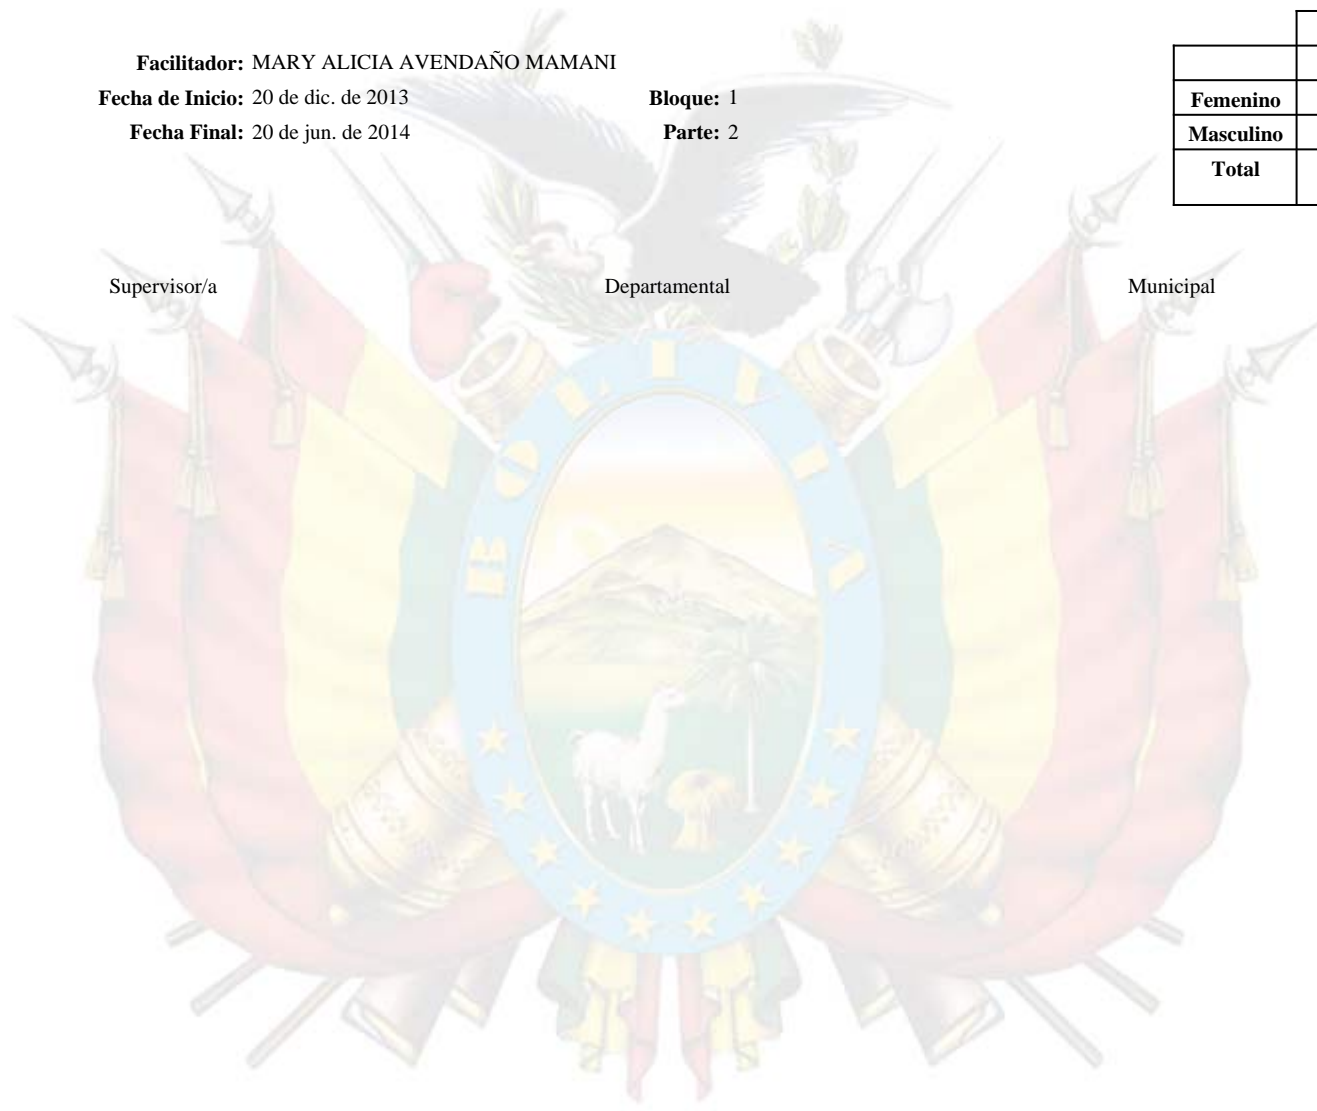 Facilitador: MARY ALICIA AVENDAÑO MAMANI
Fecha de Inicio: 20 de dic. de 2013 Bloque: 1
Fecha Final: 20 de jun. de 2014 Parte: 2
Femenino
Masculino
Total
Supervisor/a Departamental Municipal
BOLIVIA